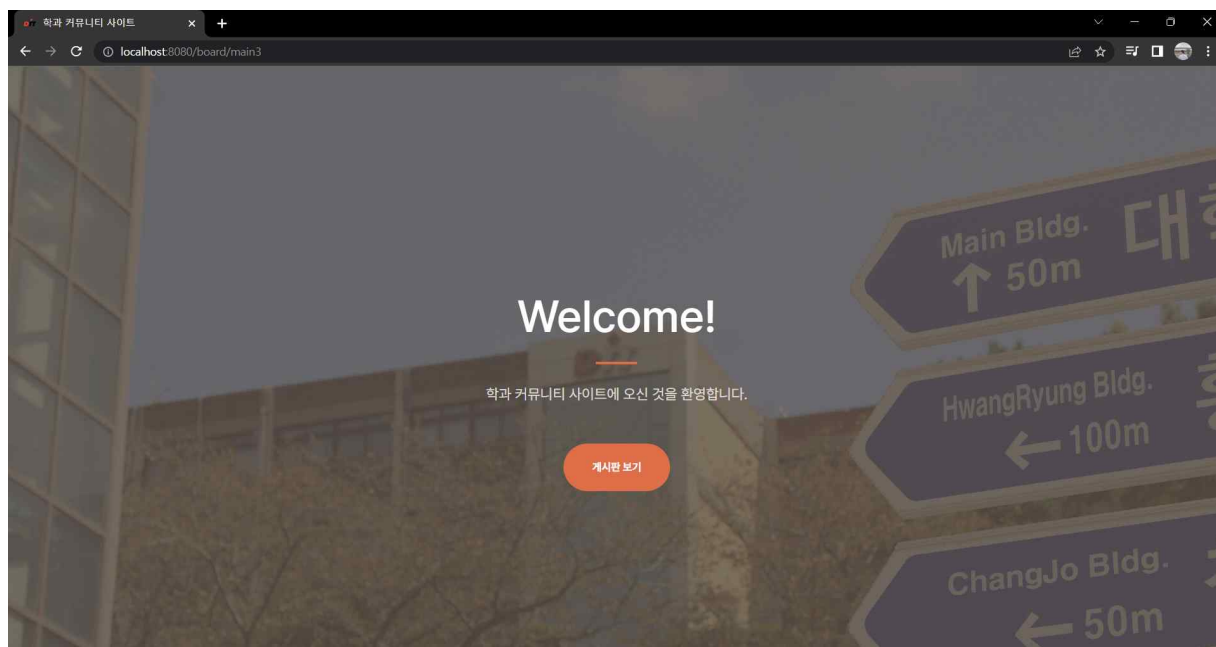 학과 커뮤니티 사이트
localhost:8080/board/main3
Main Bldg.
대
50m
Welcome!
학과 커뮤니티 사이트에 오신 것을 환영합니다.
HwangRyung Bldg.
100m
게시판 보기
ChangJo Bldg.
50m